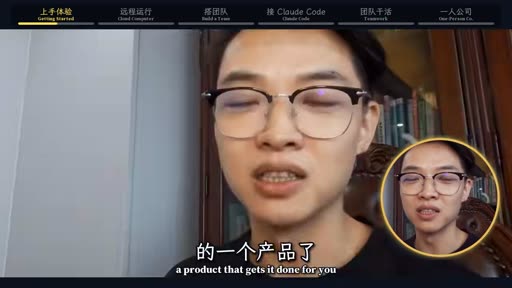 上手体验
Getting Started
远程运行
Cloud Computer
搭团队
Build a Team
接 Claude Code
Claude Code
团队干活
Teamwork
一人公司
One-Person Co.
的一个产品了
a product that gets it done for you